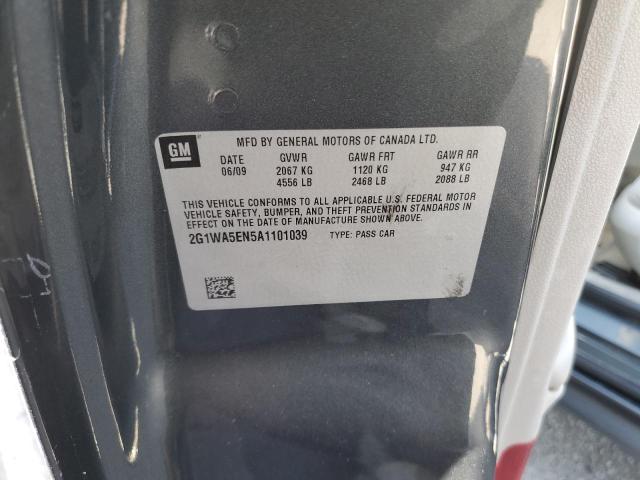 GM
MFD BY GENERAL MOTORS OF CANADA LTD.
DATE GVWR GAWR FRT GAWR RR
06/09 2067 KG 1120 KG 947 KG
4556 LB 2468 LB 2088 LB
THIS VEHICLE CONFORMS TO ALL APPLICABLE U.S. FEDERAL MOTOR
VEHICLE SAFETY, BUMPER, AND THEFT PREVENTION STANDARDS IN
EFFECT ON THE DATE OF MANUFACTURE SHOWN ABOVE.
2G1WA5EN5A1101039 TYPE: PASS CAR